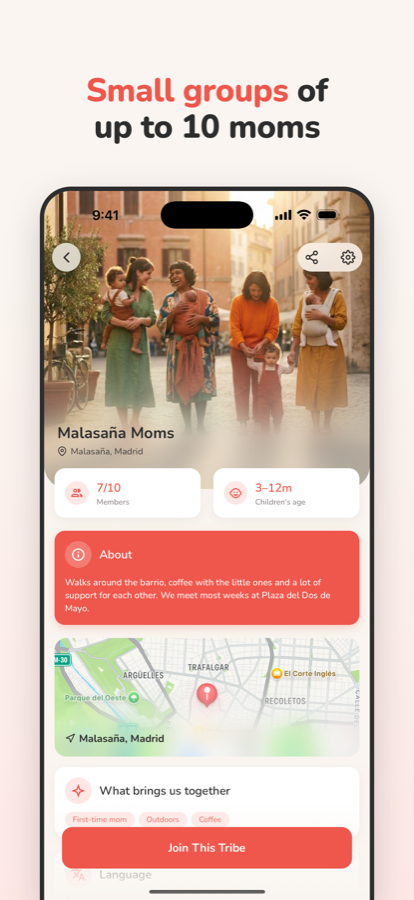 Small groups of
up to 10 moms
9:41
Malasaña Moms
Malasaña, Madrid
7/10
Members
3–12m
Children's age
About
Walks around the barrio, coffee with the little ones and a lot of
support for each other. We meet most weeks at Plaza del Dos de
Mayo.
M-30
ARGÜELLES
TRAFALGAR
El Corte Inglés
Parque del Oeste
RECOLETOS
Malasaña, Madrid
What brings us together
First-time mom
Outdoors
Coffee
Join This Tribe
Language